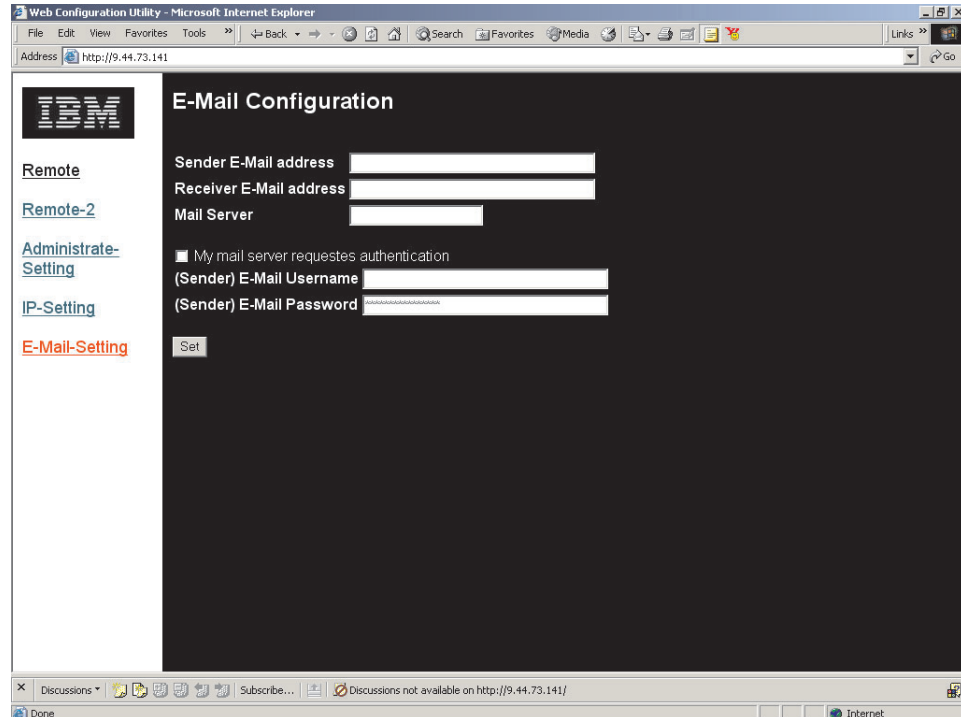 Web Configuration Utility - Microsoft Internet Explorer
File Edit View Favorites Tools » Back Search Favorites Media Links »
Address http://9.44.73.141 Go
IBM
E-Mail Configuration
Remote
Remote-2
Administrate-
Setting
IP-Setting
E-Mail-Setting
Sender E-Mail address
Receiver E-Mail address
Mail Server
My mail server requestes authentication
(Sender) E-Mail Username
(Sender) E-Mail Password ****************
Set
Discussions Subscribe... Discussions not available on http://9.44.73.141/
Done Internet